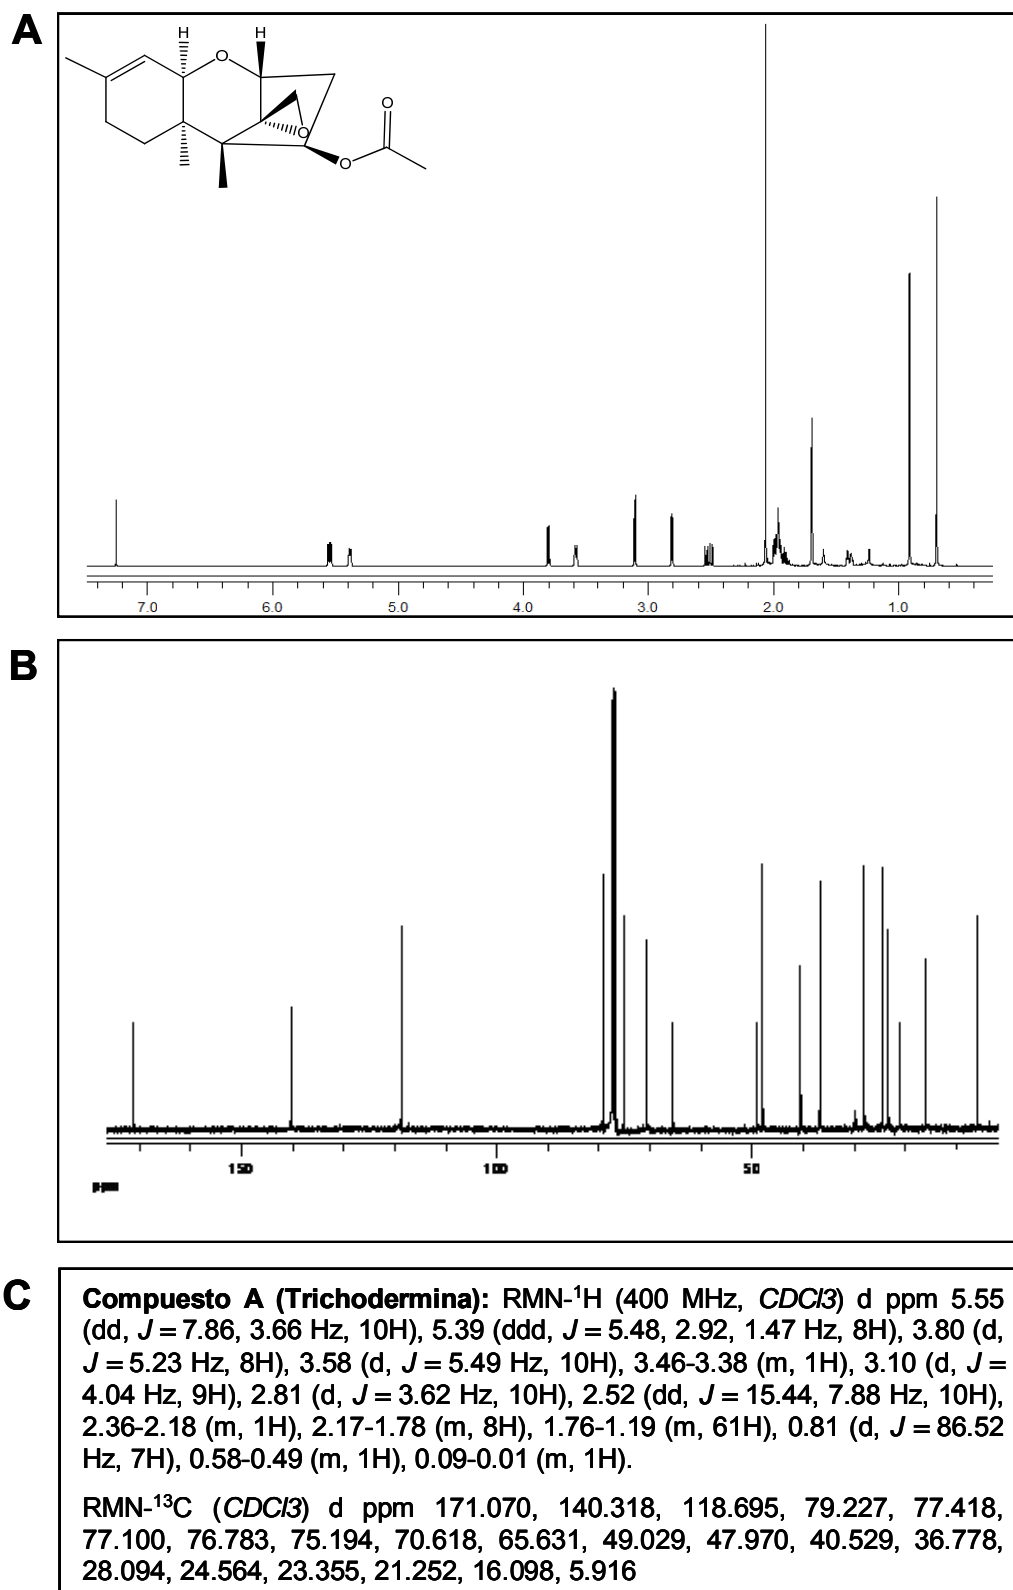 A
H
H
O
O
O
O
7.0 6.0 5.0 4.0 3.0 2.0 1.0
B
150 100 50
ppm
C
Compuesto A (Trichodermina): RMN-¹H (400 MHz, CDCl3) d ppm 5.55
(dd, J = 7.86, 3.66 Hz, 10H), 5.39 (ddd, J = 5.48, 2.92, 1.47 Hz, 8H), 3.80 (d,
J = 5.23 Hz, 8H), 3.58 (d, J = 5.49 Hz, 10H), 3.46-3.38 (m, 1H), 3.10 (d, J =
4.04 Hz, 9H), 2.81 (d, J = 3.62 Hz, 10H), 2.52 (dd, J = 15.44, 7.88 Hz, 10H),
2.36-2.18 (m, 1H), 2.17-1.78 (m, 8H), 1.76-1.19 (m, 61H), 0.81 (d, J = 86.52
Hz, 7H), 0.58-0.49 (m, 1H), 0.09-0.01 (m, 1H).
RMN-¹³C (CDCl3) d ppm 171.070, 140.318, 118.695, 79.227, 77.418,
77.100, 76.783, 75.194, 70.618, 65.631, 49.029, 47.970, 40.529, 36.778,
28.094, 24.564, 23.355, 21.252, 16.098, 5.916